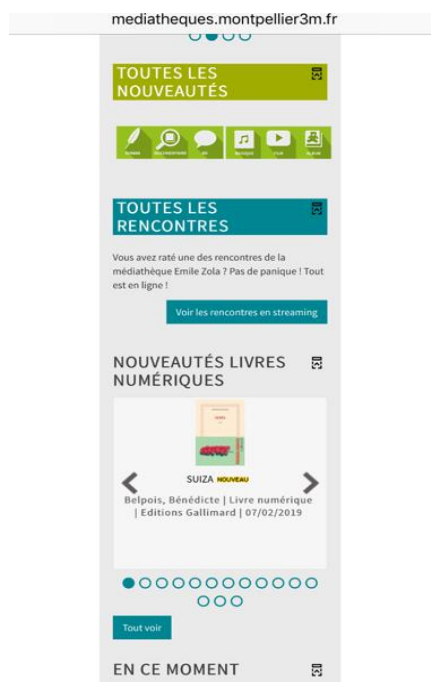 mediatheques.montpellier3m.fr
TOUTES LES
NOUVEAUTÉS
TOUTES LES
RENCONTRES
Vous avez raté une des rencontres de la
médiathèque Emile Zola ? Pas de panique ! Tout
est en ligne !
Voir les rencontres en streaming
NOUVEAUTÉS LIVRES
NUMÉRIQUES
SUIZA NOUVEAU
Belpois, Bénédicte | Livre numérique
| Editions Gallimard | 07/02/2019
Tout voir
EN CE MOMENT